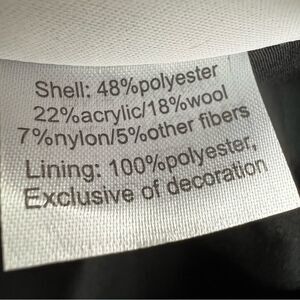 Shell: 48%polyester
22%acrylic/18%wool
7%nylon/5%other fibers
Lining: 100%polyester,
Exclusive of decoration